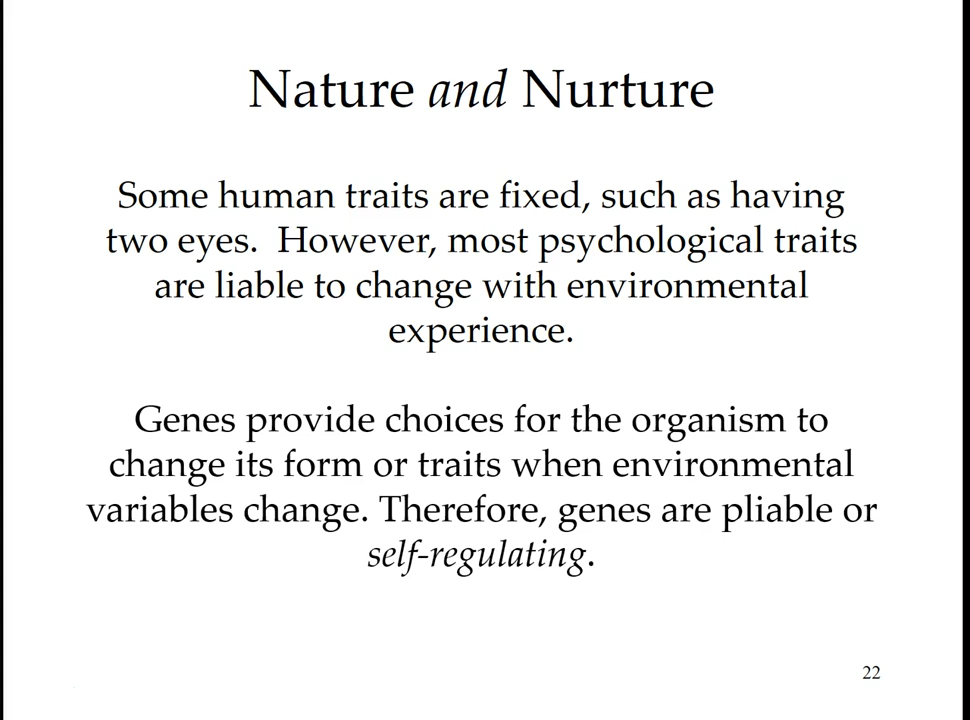 Nature and Nurture
Some human traits are fixed, such as having
two eyes.  However, most psychological traits
are liable to change with environmental
experience.
Genes provide choices for the organism to
change its form or traits when environmental
variables change. Therefore, genes are pliable or
self-regulating.
22